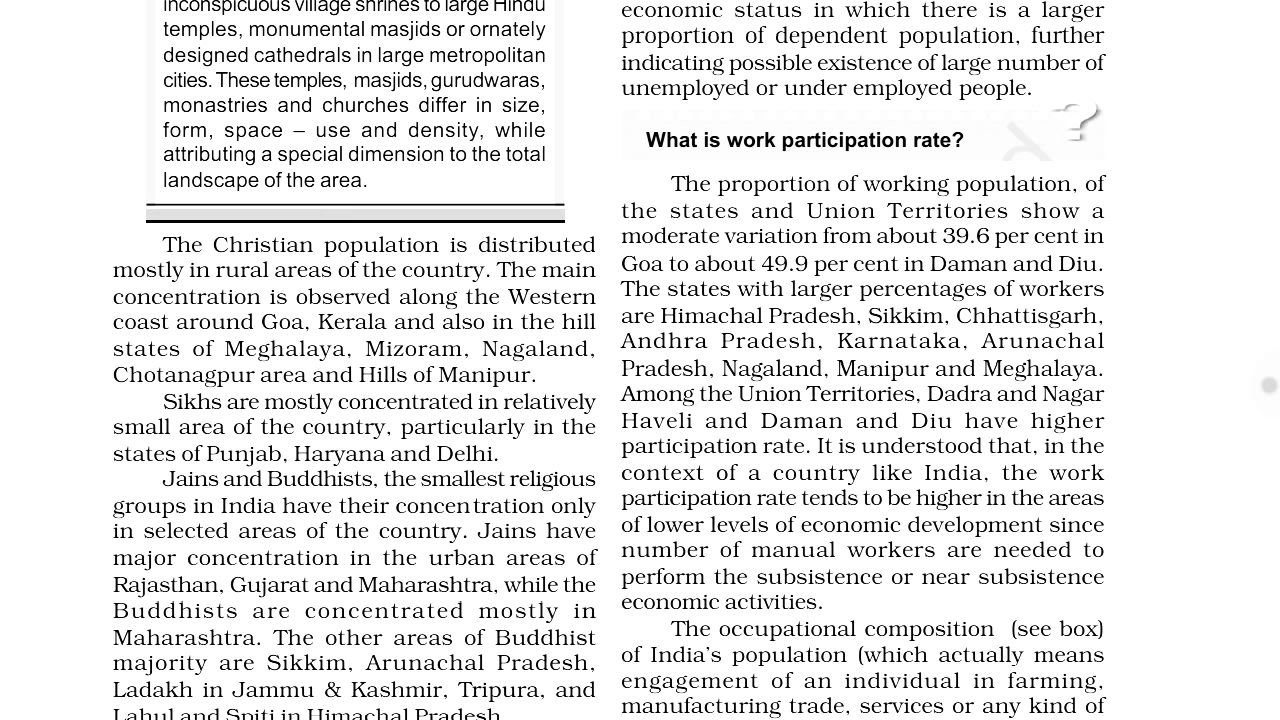 inconspicuous village shrines to large Hindu
temples, monumental masjids or ornately
designed cathedrals in large metropolitan
cities. These temples, masjids, gurudwaras,
monastries and churches differ in size,
form, space – use and density, while
attributing a special dimension to the total
landscape of the area.
The Christian population is distributed
mostly in rural areas of the country. The main
concentration is observed along the Western
coast around Goa, Kerala and also in the hill
states of Meghalaya, Mizoram, Nagaland,
Chotanagpur area and Hills of Manipur.
Sikhs are mostly concentrated in relatively
small area of the country, particularly in the
states of Punjab, Haryana and Delhi.
Jains and Buddhists, the smallest religious
groups in India have their concentration only
in selected areas of the country. Jains have
major concentration in the urban areas of
Rajasthan, Gujarat and Maharashtra, while the
Buddhists are concentrated mostly in
Maharashtra. The other areas of Buddhist
majority are Sikkim, Arunachal Pradesh,
Ladakh in Jammu & Kashmir, Tripura, and
Lahul and Spiti in Himachal Pradesh.
economic status in which there is a larger
proportion of dependent population, further
indicating possible existence of large number of
unemployed or under employed people.
What is work participation rate?
?
The proportion of working population, of
the states and Union Territories show a
moderate variation from about 39.6 per cent in
Goa to about 49.9 per cent in Daman and Diu.
The states with larger percentages of workers
are Himachal Pradesh, Sikkim, Chhattisgarh,
Andhra Pradesh, Karnataka, Arunachal
Pradesh, Nagaland, Manipur and Meghalaya.
Among the Union Territories, Dadra and Nagar
Haveli and Daman and Diu have higher
participation rate. It is understood that, in the
context of a country like India, the work
participation rate tends to be higher in the areas
of lower levels of economic development since
number of manual workers are needed to
perform the subsistence or near subsistence
economic activities.
The occupational composition (see box)
of India’s population (which actually means
engagement of an individual in farming,
manufacturing trade, services or any kind of